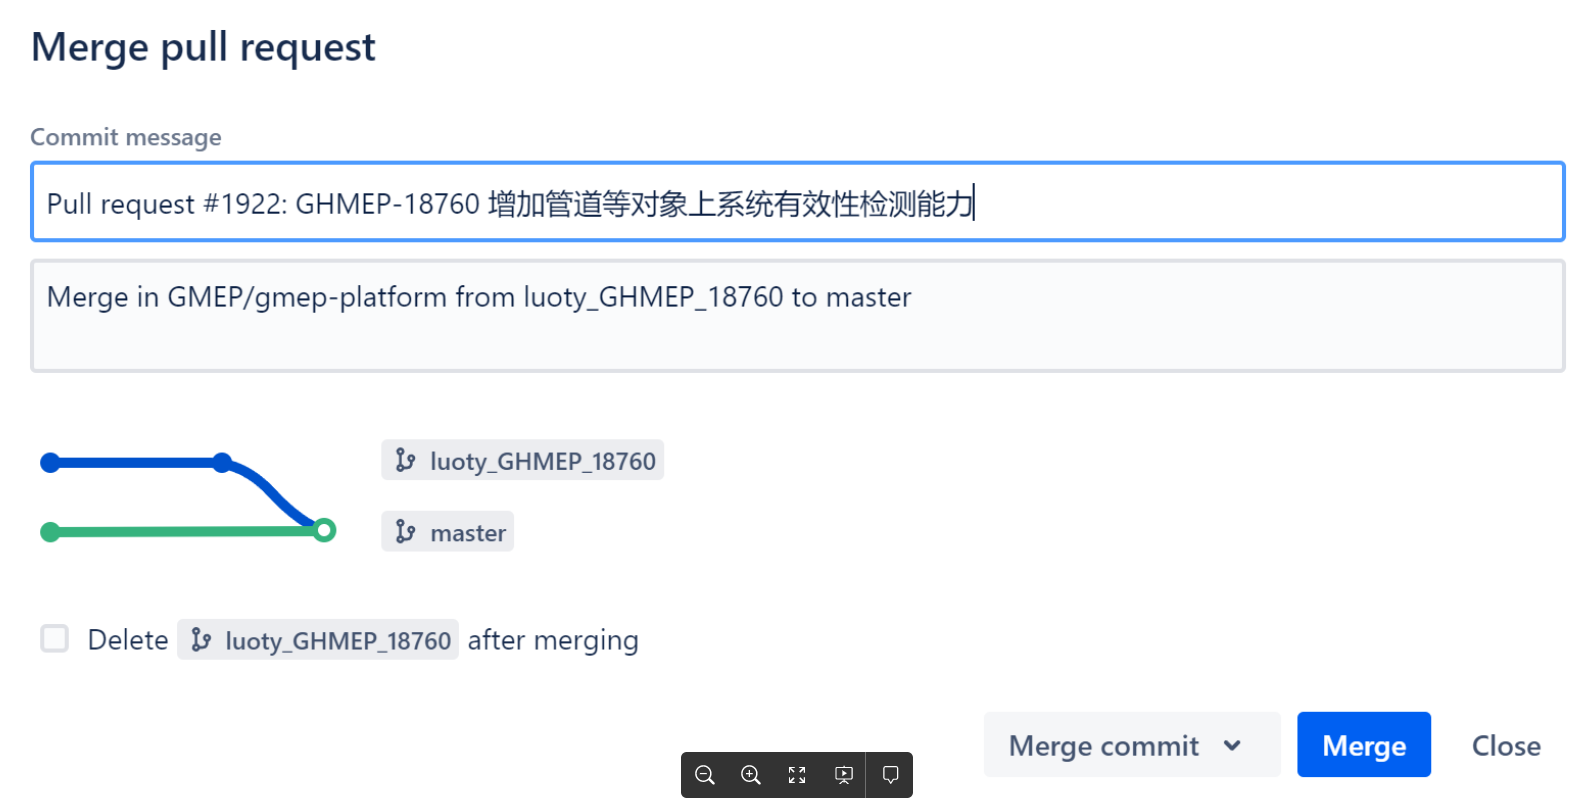 Merge pull request
Commit message
Pull request #1922: GHMEP-18760 增加管道等对象上系统有效性检测能力
Merge in GMEP/gmep-platform from luoty_GHMEP_18760 to master
luoty_GHMEP_18760
master
Delete luoty_GHMEP_18760 after merging
Merge commit Merge Close